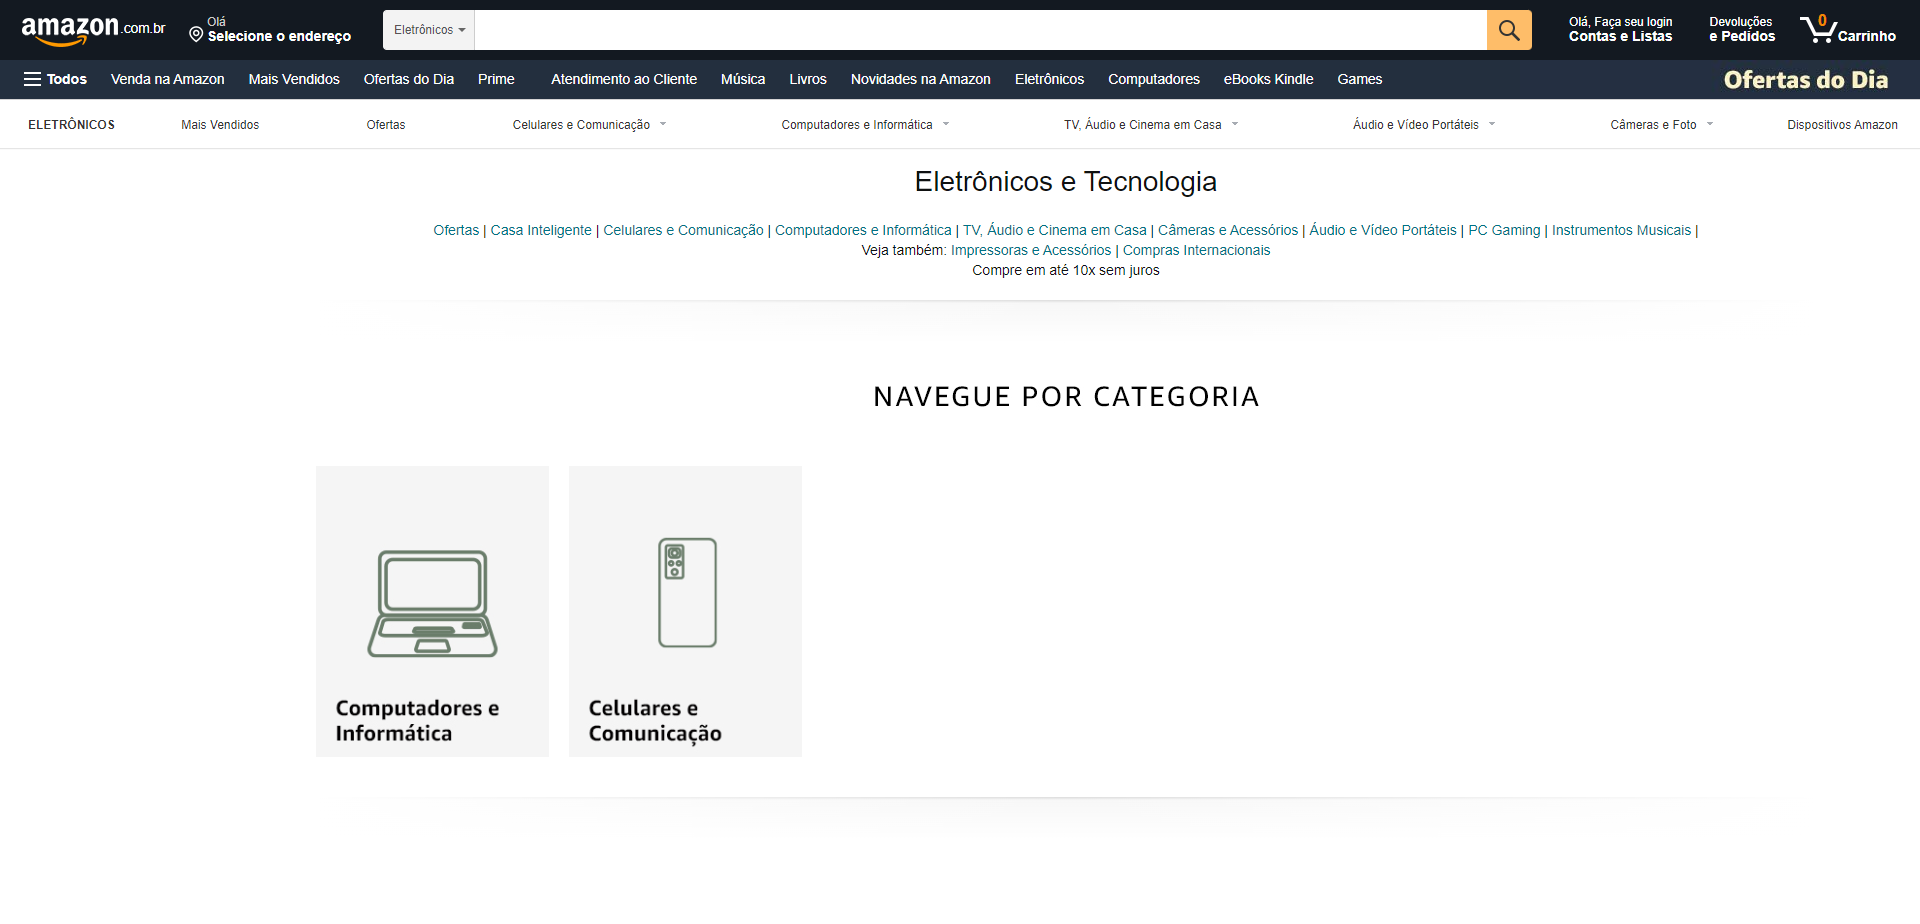 amazon.com.br
Olá
Selecione o endereço
Eletrônicos
Olá, Faça seu login
Contas e Listas
Devoluções
e Pedidos
0
Carrinho
Todos
Venda na Amazon
Mais Vendidos
Ofertas do Dia
Prime
Atendimento ao Cliente
Música
Livros
Novidades na Amazon
Eletrônicos
Computadores
eBooks Kindle
Games
Ofertas do Dia
ELETRÔNICOS
Mais Vendidos
Ofertas
Celulares e Comunicação
Computadores e Informática
TV, Áudio e Cinema em Casa
Áudio e Vídeo Portáteis
Câmeras e Foto
Dispositivos Amazon
Eletrônicos e Tecnologia
Ofertas | Casa Inteligente | Celulares e Comunicação | Computadores e Informática | TV, Áudio e Cinema em Casa | Câmeras e Acessórios | Áudio e Vídeo Portáteis | PC Gaming | Instrumentos Musicais |
Veja também: Impressoras e Acessórios | Compras Internacionais
Compre em até 10x sem juros
NAVEGUE POR CATEGORIA
Computadores e
Informática
Celulares e
Comunicação